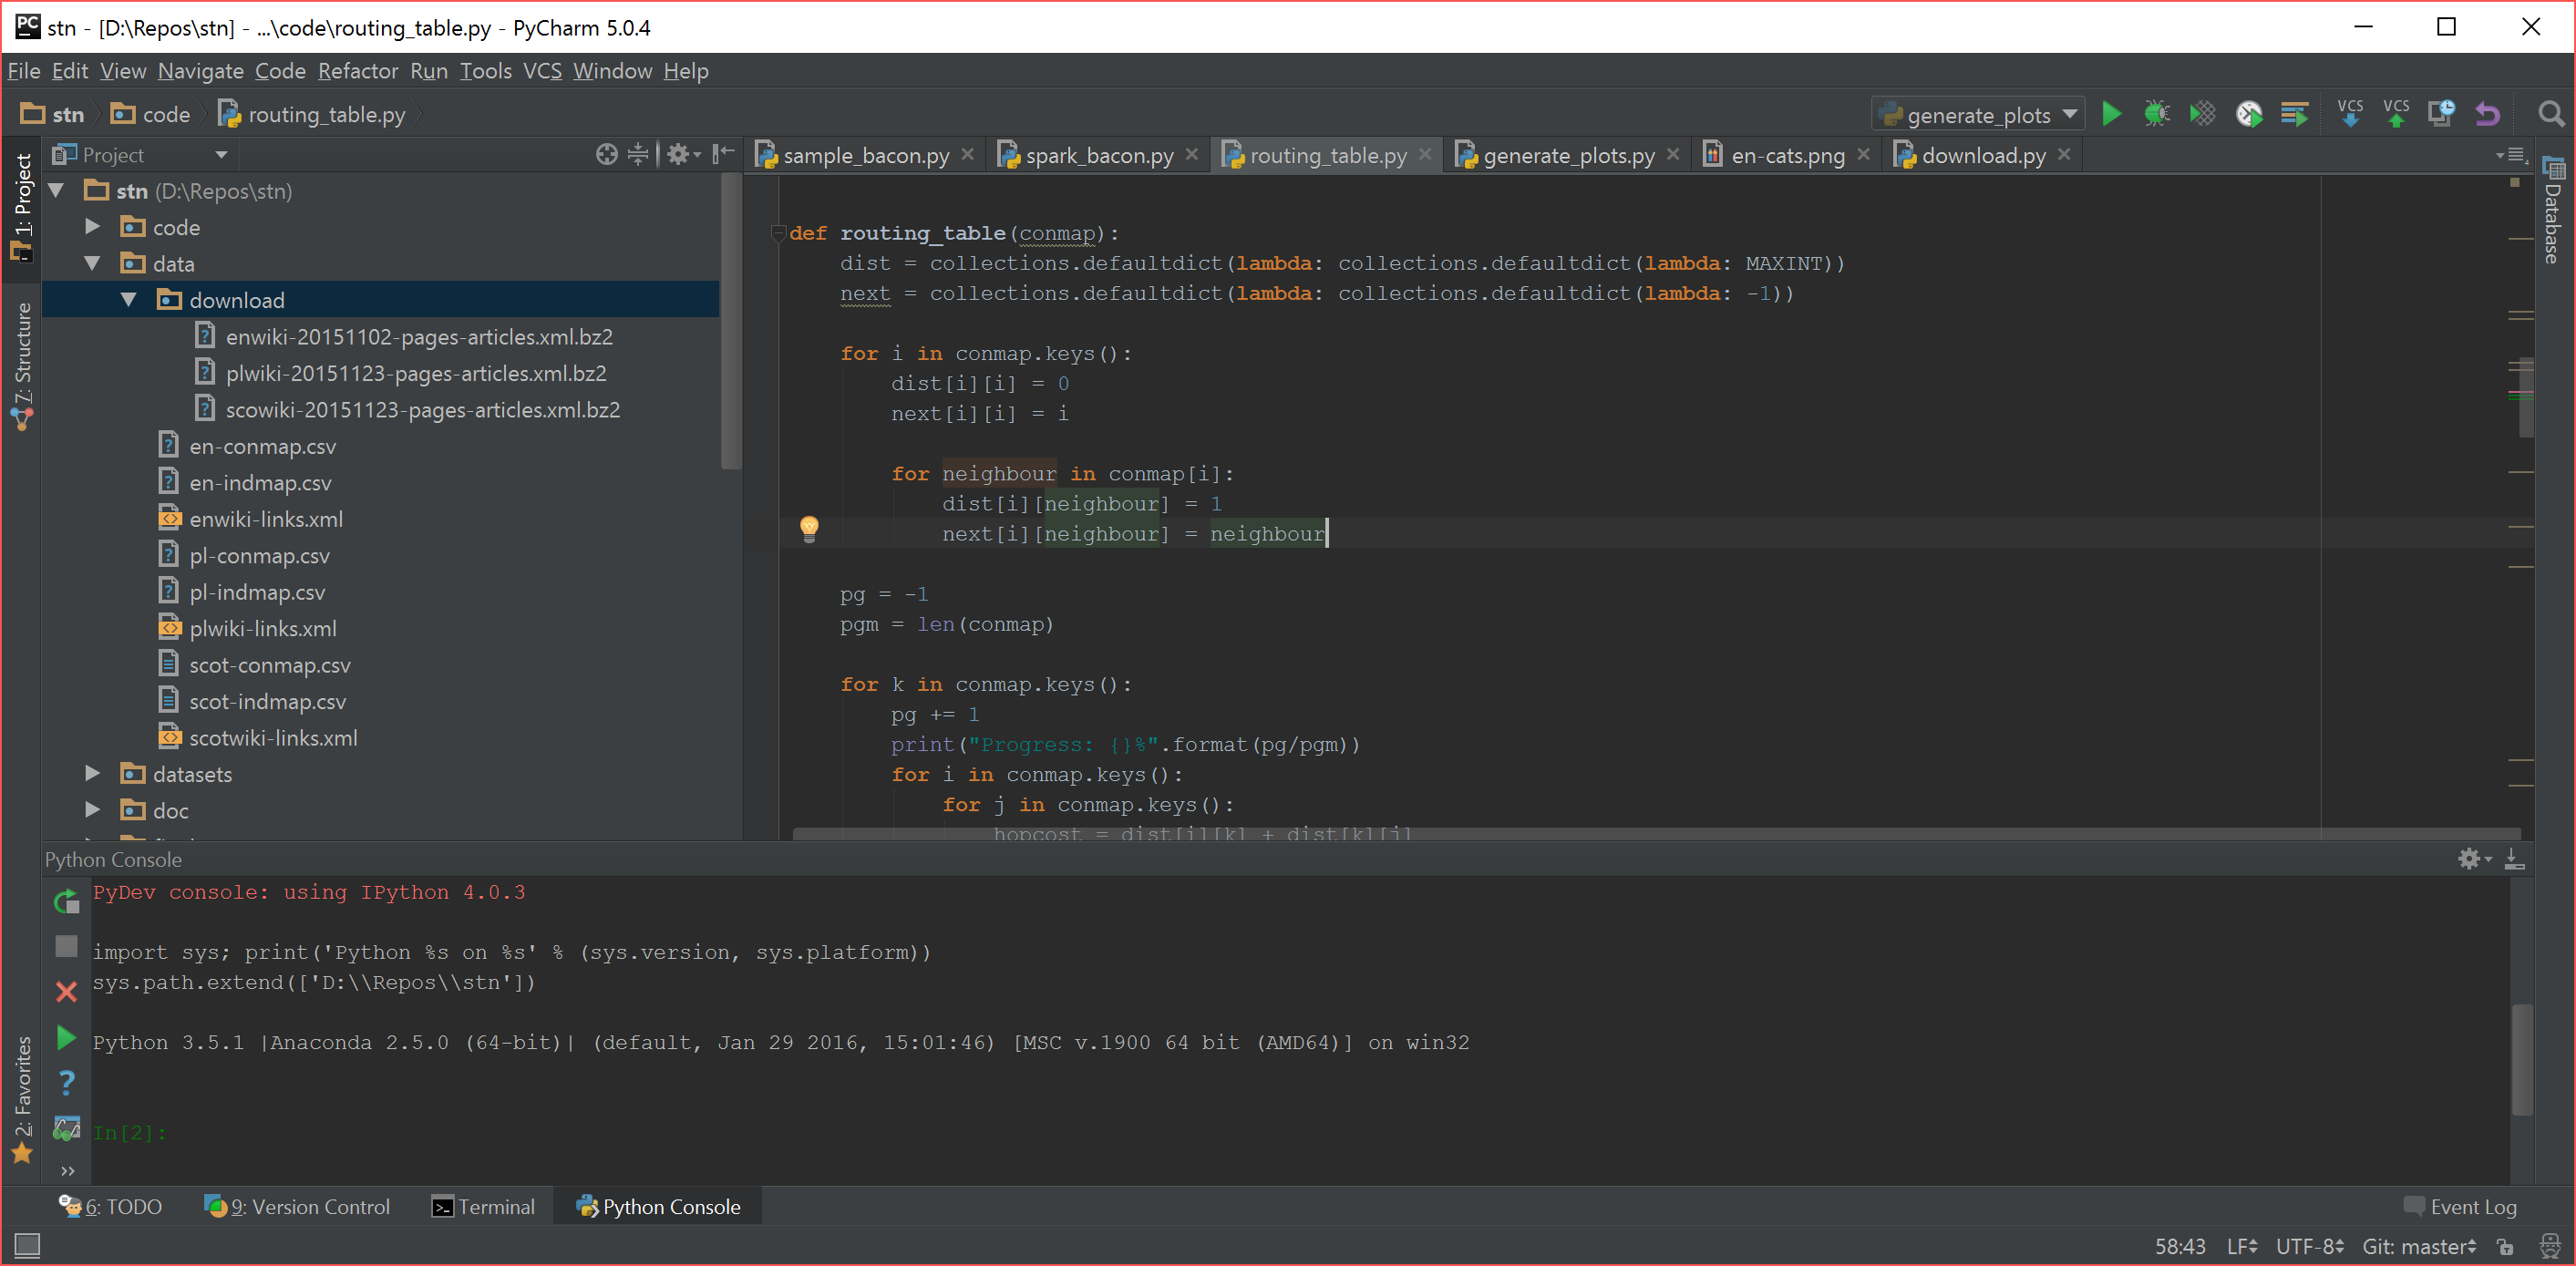 stn - [D:\Repos\stn] - ...\code\routing_table.py - PyCharm 5.0.4
File Edit View Navigate Code Refactor Run Tools VCS Window Help
stn code routing_table.py generate_plots VCS VCS
1: Project
7: Structure
2: Favorites
Project
stn (D:\Repos\stn)
code
data
download
enwiki-20151102-pages-articles.xml.bz2
plwiki-20151123-pages-articles.xml.bz2
scowiki-20151123-pages-articles.xml.bz2
en-conmap.csv
en-indmap.csv
enwiki-links.xml
pl-conmap.csv
pl-indmap.csv
plwiki-links.xml
scot-conmap.csv
scot-indmap.csv
scotwiki-links.xml
datasets
doc
sample_bacon.py spark_bacon.py routing_table.py generate_plots.py en-cats.png download.py
def routing_table(conmap):
dist = collections.defaultdict(lambda: collections.defaultdict(lambda: MAXINT))
next = collections.defaultdict(lambda: collections.defaultdict(lambda: -1))
for i in conmap.keys():
dist[i][i] = 0
next[i][i] = i
for neighbour in conmap[i]:
dist[i][neighbour] = 1
next[i][neighbour] = neighbour
pg = -1
pgm = len(conmap)
for k in conmap.keys():
pg += 1
print("Progress: {}%".format(pg/pgm))
for i in conmap.keys():
for j in conmap.keys():
hopcost = dist[i][k] + dist[k][j]
Database
Python Console
PyDev console: using IPython 4.0.3
import sys; print('Python %s on %s' % (sys.version, sys.platform))
sys.path.extend(['D:\\Repos\\stn'])
Python 3.5.1 |Anaconda 2.5.0 (64-bit)| (default, Jan 29 2016, 15:01:46) [MSC v.1900 64 bit (AMD64)] on win32
In[2]:
6: TODO 9: Version Control Terminal Python Console Event Log
58:43 LF UTF-8 Git: master